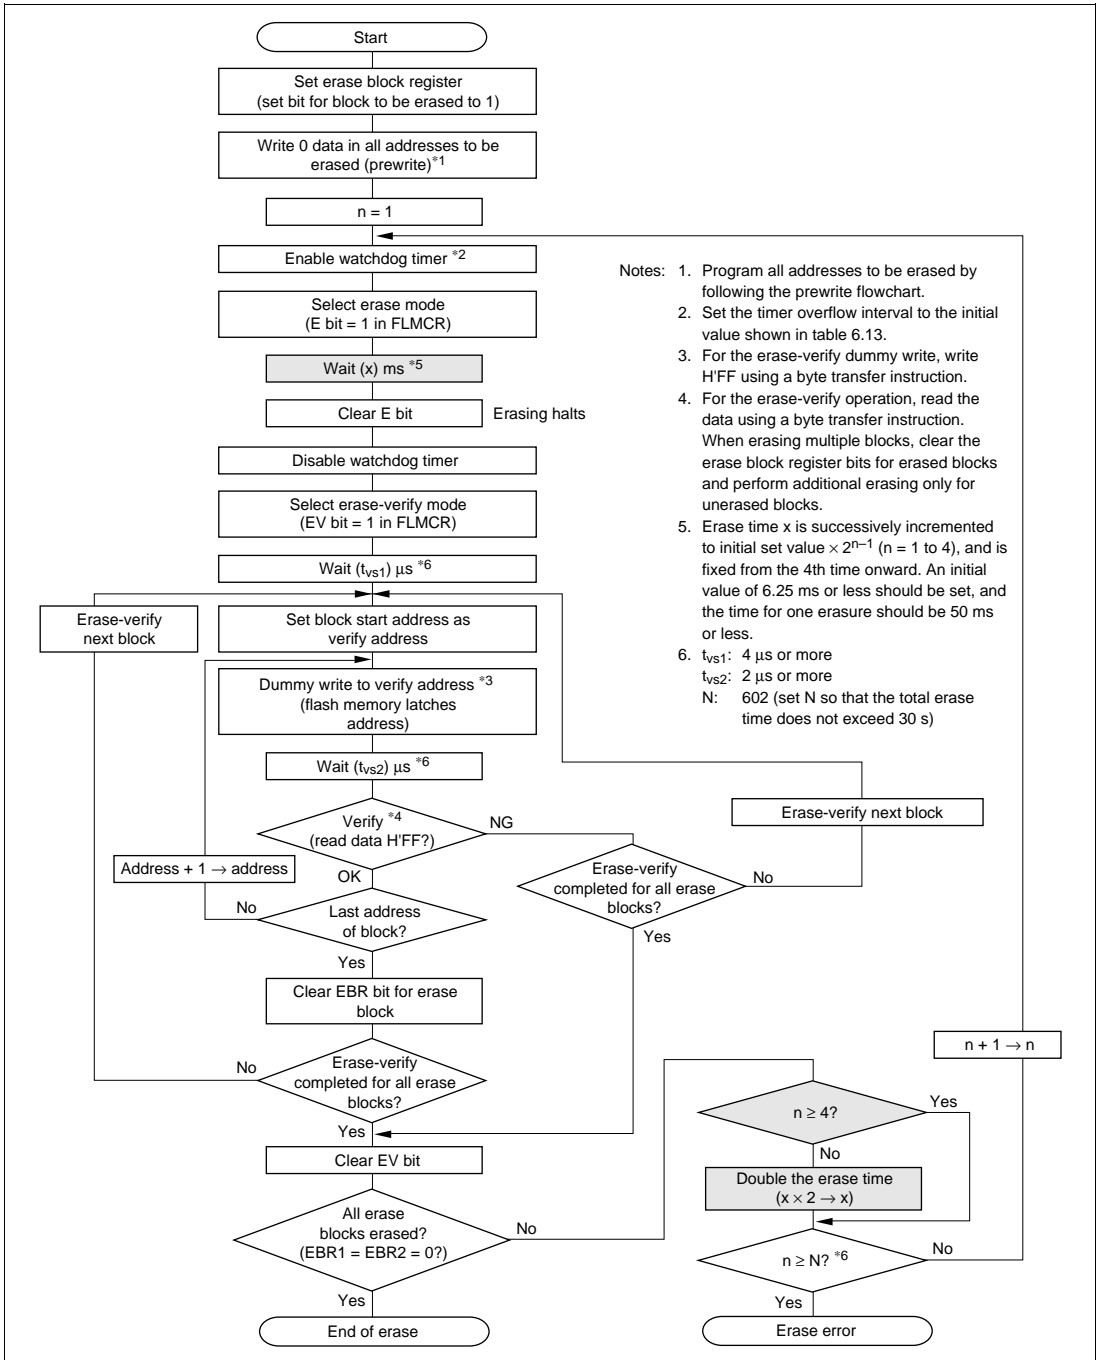 Start
Set erase block register
(set bit for block to be erased to 1)
Write 0 data in all addresses to be
erased (prewrite)*1
n = 1
Enable watchdog timer *2
Select erase mode
(E bit = 1 in FLMCR)
Wait (x) ms *5
Clear E bit
Erasing halts
Disable watchdog timer
Select erase-verify mode
(EV bit = 1 in FLMCR)
Wait (tvs1) μs *6
Erase-verify
next block
Set block start address as
verify address
Dummy write to verify address *3
(flash memory latches
address)
Wait (tvs2) μs *6
Verify *4
(read data H'FF?)
NG
OK
Address + 1 → address
No
Last address
of block?
Yes
Clear EBR bit for erase
block
No
Erase-verify
completed for all erase
blocks?
Yes
Clear EV bit
All erase
blocks erased?
(EBR1 = EBR2 = 0?)
No
Yes
End of erase
Notes: 1. Program all addresses to be erased by
following the prewrite flowchart.
2. Set the timer overflow interval to the initial
value shown in table 6.13.
3. For the erase-verify dummy write, write
H'FF using a byte transfer instruction.
4. For the erase-verify operation, read the
data using a byte transfer instruction.
When erasing multiple blocks, clear the
erase block register bits for erased blocks
and perform additional erasing only for
unerased blocks.
5. Erase time x is successively incremented
to initial set value × 2n–1 (n = 1 to 4), and is
fixed from the 4th time onward. An initial
value of 6.25 ms or less should be set, and
the time for one erasure should be 50 ms
or less.
6. tvs1: 4 μs or more
tvs2: 2 μs or more
N: 602 (set N so that the total erase
time does not exceed 30 s)
Erase-verify next block
Erase-verify
completed for all erase
blocks?
No
Yes
n + 1 → n
n ≥ 4?
Yes
No
Double the erase time
(x × 2 → x)
n ≥ N? *6
No
Yes
Erase error